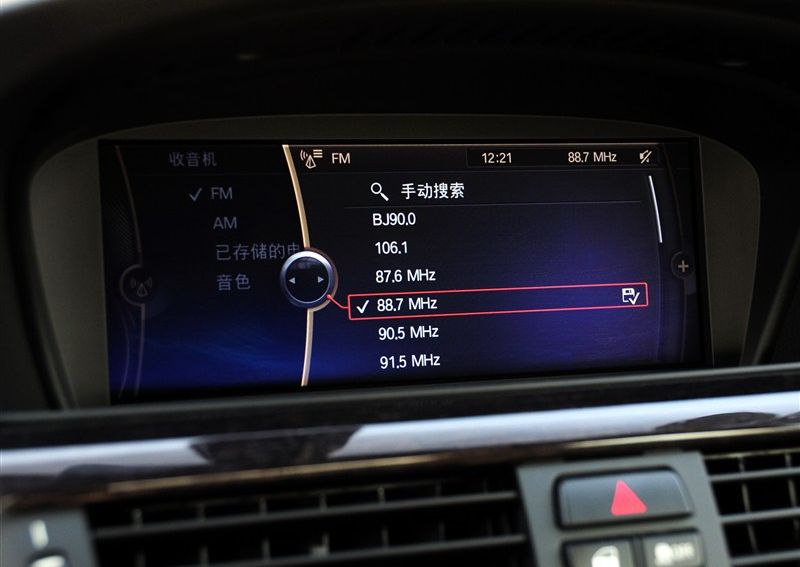 收音机
FM
AM
已存储的电
音色
FM 12:21 88.7 MHz
手动搜索
BJ90.0
106.1
87.6 MHz
88.7 MHz
90.5 MHz
91.5 MHz